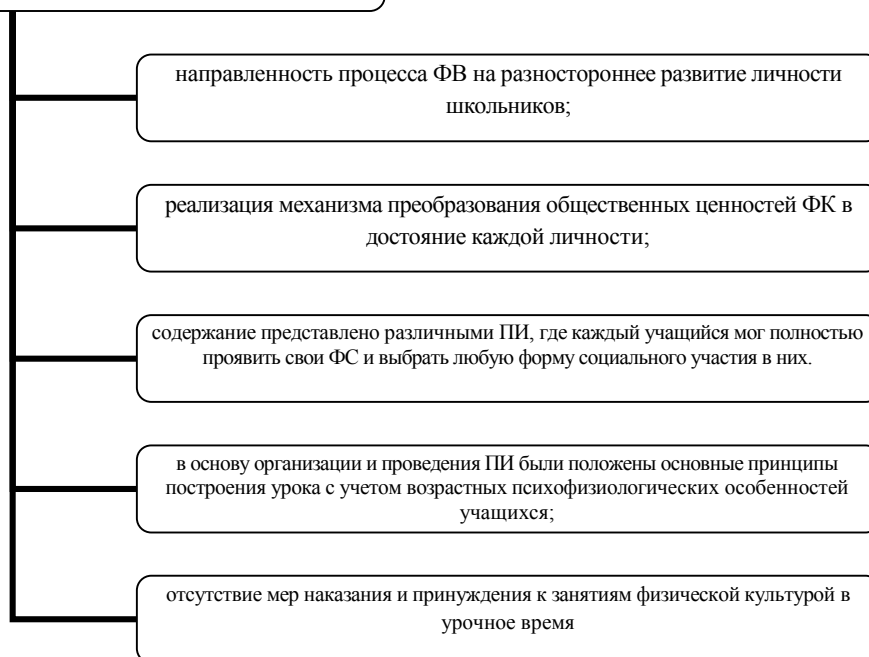 направленность процесса ФВ на разностороннее развитие личности
школьников;
реализация механизма преобразования общественных ценностей ФК в
достояние каждой личности;
содержание представлено различными ПИ, где каждый учащийся мог полностью
проявить свои ФС и выбрать любую форму социального участия в них.
в основу организации и проведения ПИ были положены основные принципы
построения урока с учетом возрастных психофизиологических особенностей
учащихся;
отсутствие мер наказания и принуждения к занятиям физической культурой в
урочное время